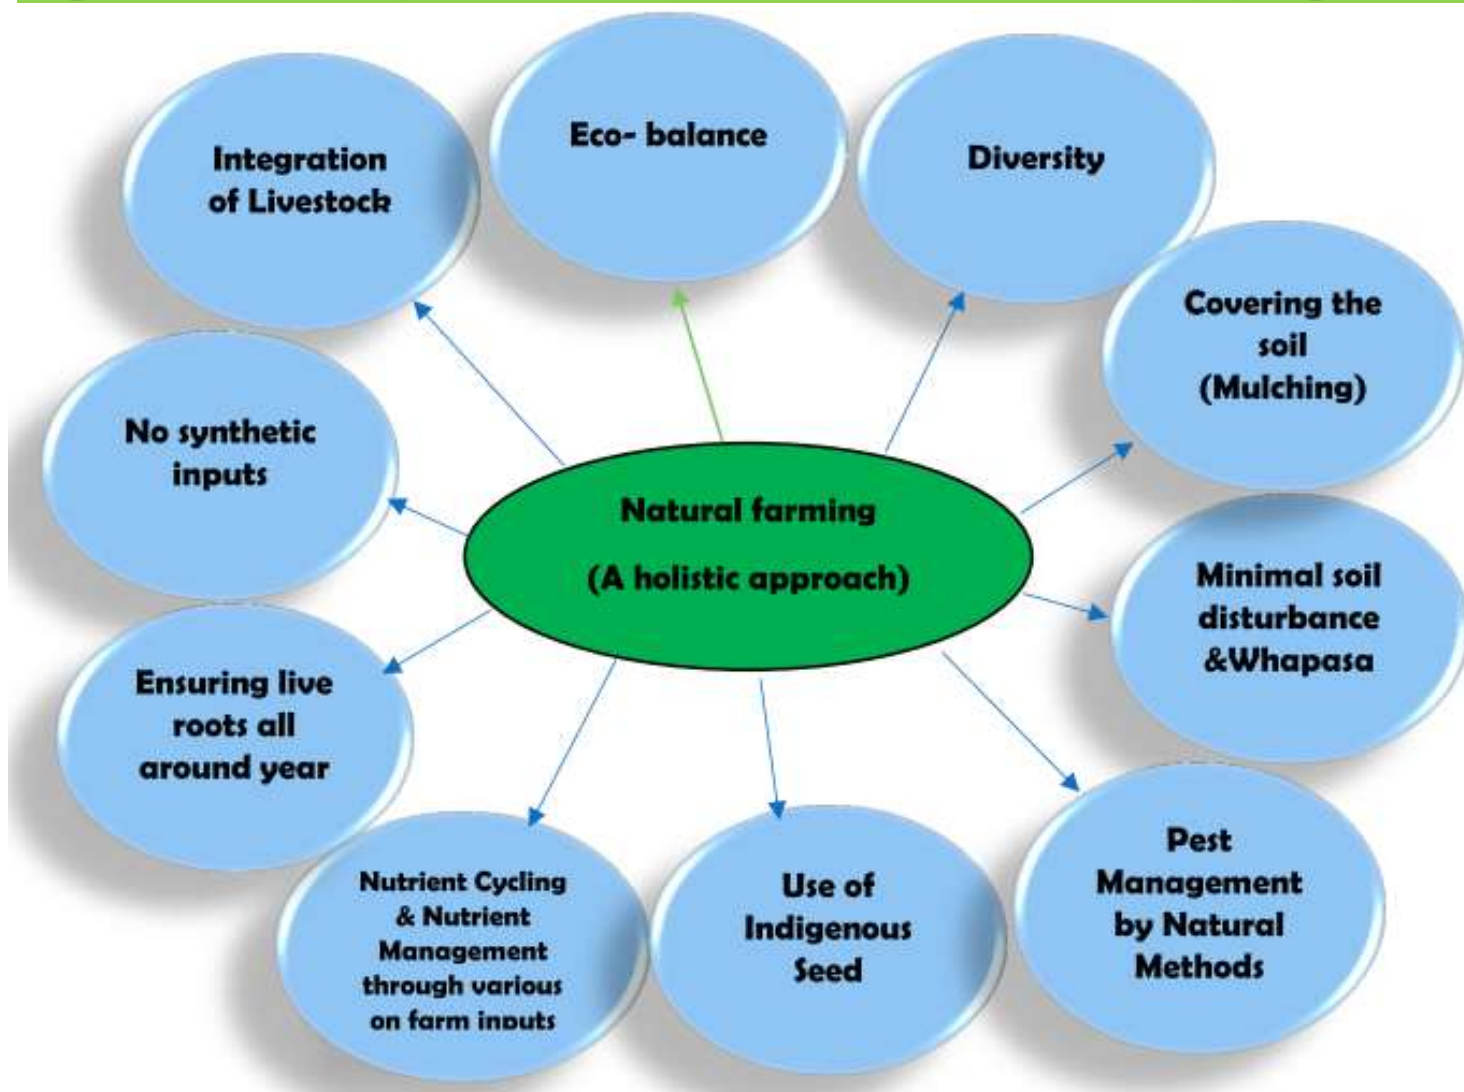 Integration
of Livestock
Eco- balance
Diversity
Covering the
soil
(Mulching)
No synthetic
inputs
Natural farming
(A holistic approach)
Minimal soil
disturbance
&Whapasa
Ensuring live
roots all
around year
Nutrient Cycling
& Nutrient
Management
through various
on farm inputs
Use of
Indigenous
Seed
Pest
Management
by Natural
Methods